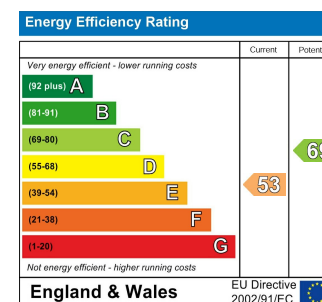 Energy Efficiency Rating
Current
Very energy efficient - lower running costs
(92 plus) A
(81-91) B
(69-80) C
(55-68) D
53
(39-54) E
(21-38) F
(1-20) G
Not energy efficient - higher running costs
England & Wales
EU Directive
2002/91/EC